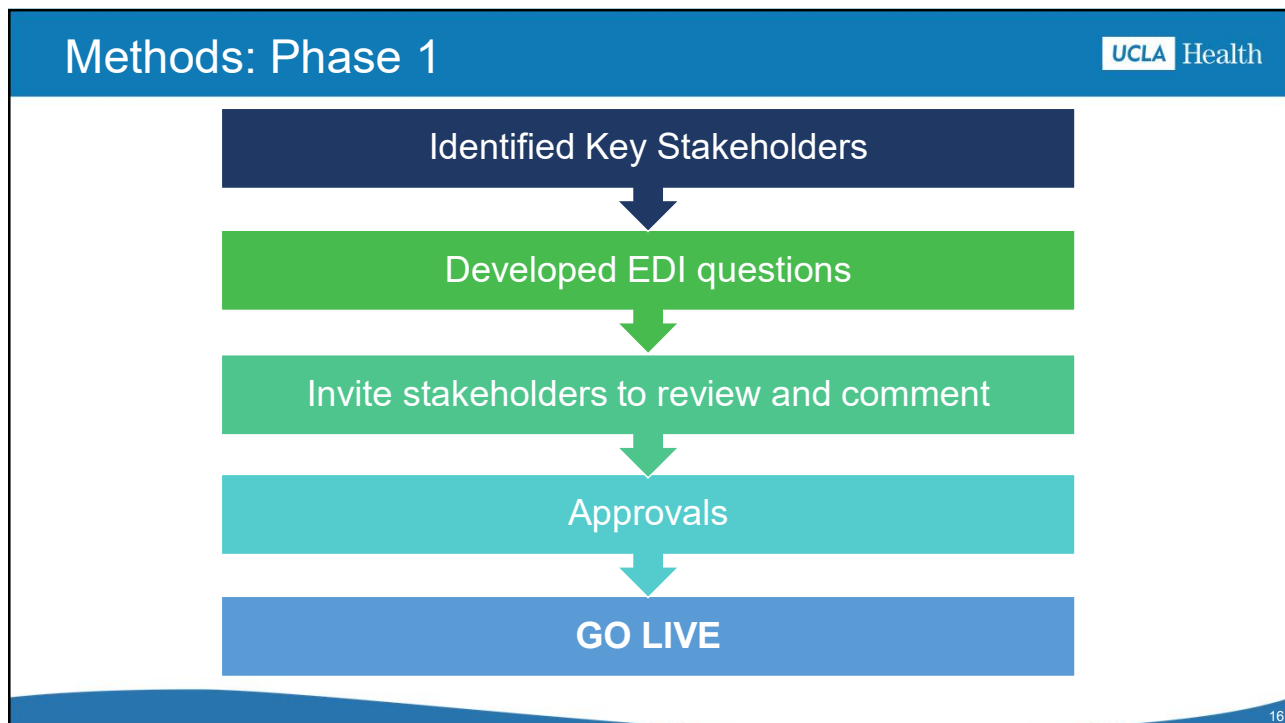 Methods: Phase 1
UCLA Health
Identified Key Stakeholders
Developed EDI questions
Invite stakeholders to review and comment
Approvals
GO LIVE
16